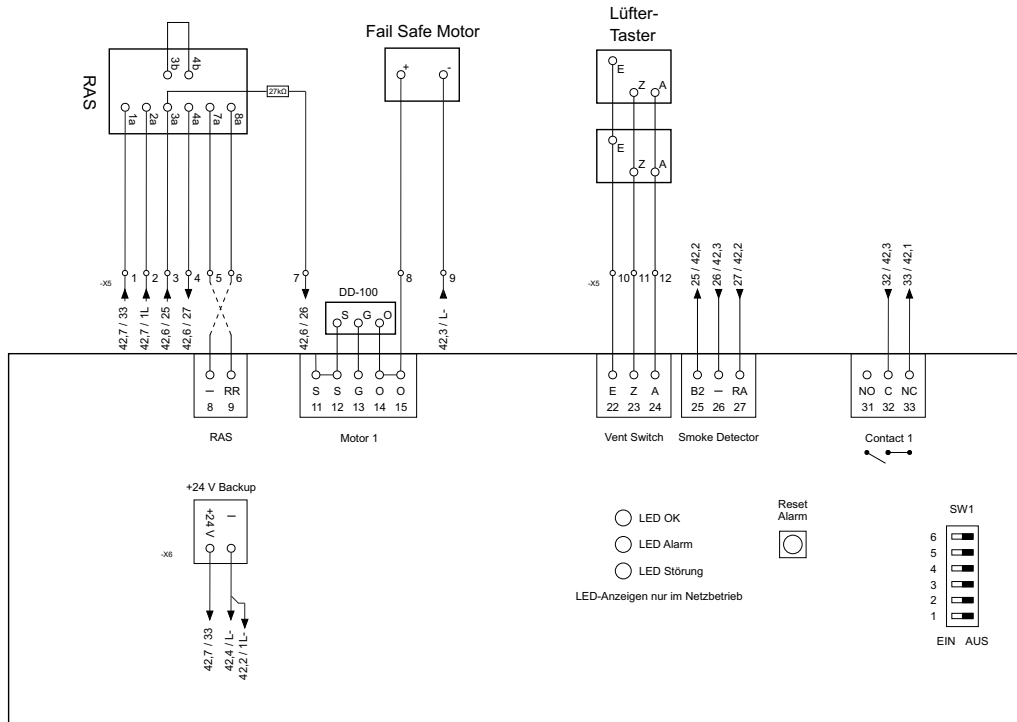 Lüfter-
Taster
Fail Safe Motor
RAS
3b 4b
1a 2a 3a 4a 7a 8a
27kΩ
+ -
E Z A
E Z A
-X5 1 2 3 4 5 6 7 8 9
-X5 10 11 12
42,7 / 33
42,7 / 1L
42,6 / 25
42,6 / 27
42,6 / 26
42,3 / L-
25 / 42,2
26 / 42,3
27 / 42,2
32 / 42,3
33 / 42,1
DD-100
S G O
– RR
8 9
RAS
S S G O O
11 12 13 14 15
Motor 1
E Z A
22 23 24
Vent Switch
B2 – RA
25 26 27
Smoke Detector
NO C NC
31 32 33
Contact 1
+24 V Backup
+24 V –
-X6
42,7 / 33
42,4 / L-
42,2 / 1L-
LED OK
LED Alarm
LED Störung
LED-Anzeigen nur im Netzbetrieb
Reset
Alarm
SW1
6
5
4
3
2
1
EIN AUS